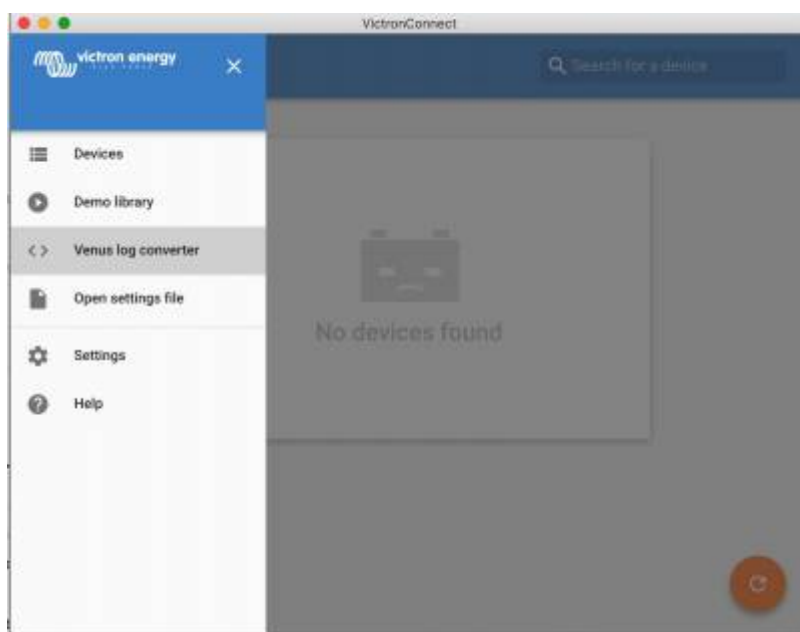 VictronConnect
victron energy
Search for a device
Devices
Demo library
Venus log converter
Open settings file
No devices found
Settings
Help